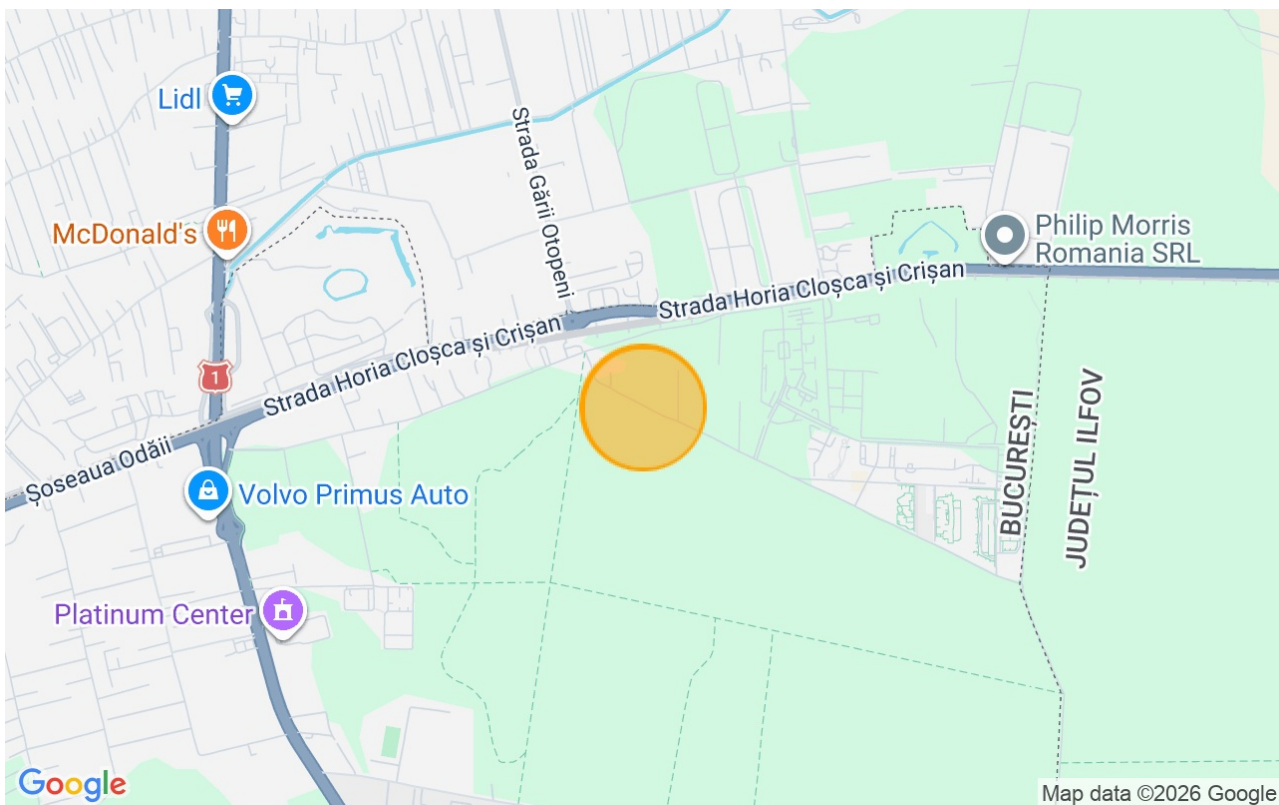 Lidl
Strada Gării Otopeni
McDonald's
Philip Morris
Romania SRL
Strada Horia Cloșca și Crișan
Strada Horia Cloșca și Crișan
1
Șoseaua Odăii
BUCUREȘTI
JUDEȚUL ILFOV
Volvo Primus Auto
Platinum Center
Google
Map data ©2026 Google